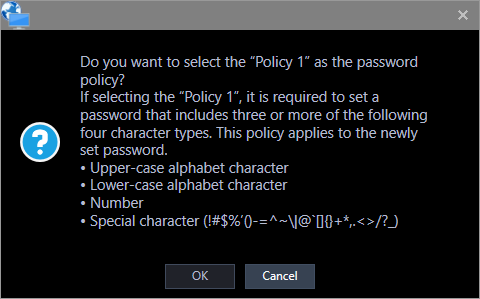 Do you want to select the “Policy 1” as the password
policy?
If selecting the “Policy 1”, it is required to set a
password that includes three or more of the following
four character types. This policy applies to the newly
set password.
• Upper-case alphabet character
• Lower-case alphabet character
• Number
• Special character (!#$%’()-=^~\|@`[]{}+*,.<>/?_)
OK
Cancel